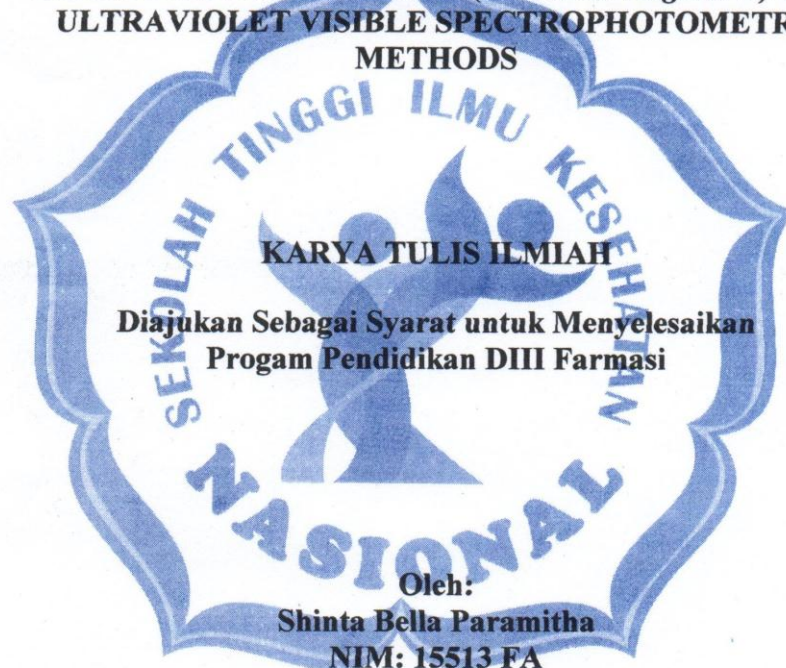 ULTRAVIOLET VISIBLE SPECTROPHOTOMETR
METHODS
SEKOLAH TINGGI ILMU KESEHATAN
NASIONAL
KARYA TULIS ILMIAH
Diajukan Sebagai Syarat untuk Menyelesaikan
Progam Pendidikan DIII Farmasi
Oleh:
Shinta Bella Paramitha
NIM: 15513 FA